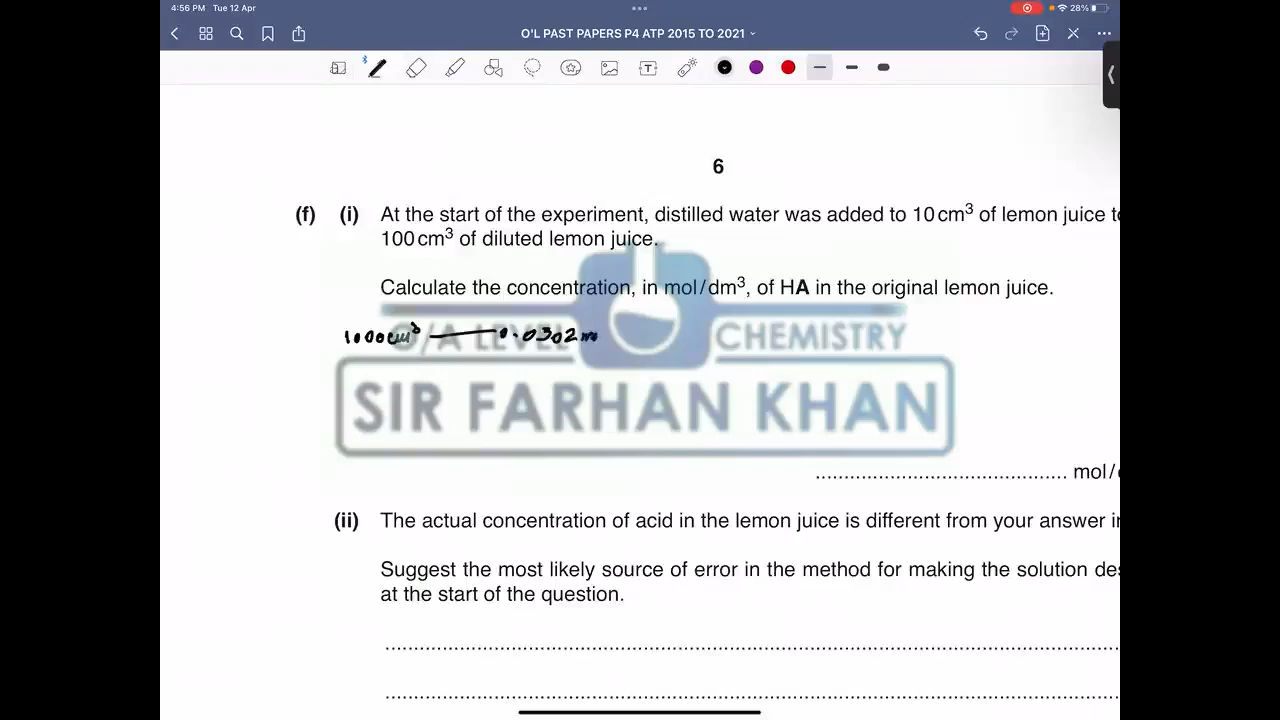 4:56 PM Tue 12 Apr
28%
O'L PAST PAPERS P4 ATP 2015 TO 2021
T
6
(f) (i) At the start of the experiment, distilled water was added to 10 cm³ of lemon juice t
100 cm³ of diluted lemon juice.
Calculate the concentration, in mol/dm³, of HA in the original lemon juice.
1000cm³ — 0.0302m
O/A LEVEL CHEMISTRY
SIR FARHAN KHAN
.......................................... mol/
(ii) The actual concentration of acid in the lemon juice is different from your answer i
Suggest the most likely source of error in the method for making the solution de
at the start of the question.